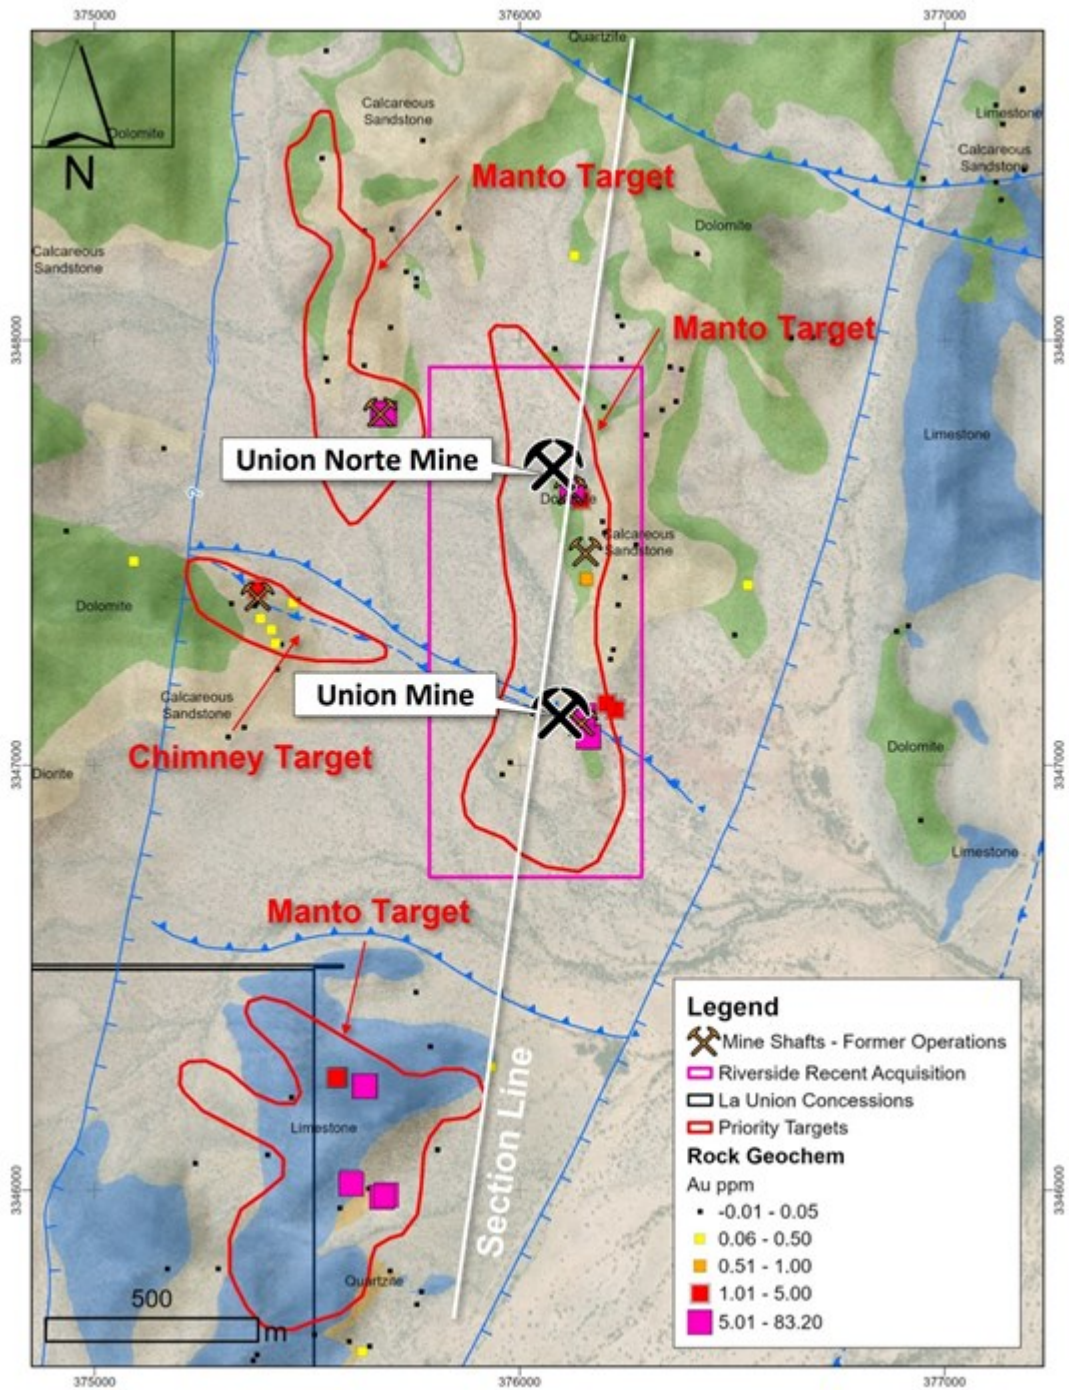 375000
376000
377000
Quartzite
Calcareous
Sandstone
Limestone
Dolomite
N
Calcareous
Sandstone
Manto Target
Dolomite
Calcareous
Sandstone
3348000
3348000
Manto Target
Limestone
Union Norte Mine
Calcareous
Sandstone
Dolomite
Union Mine
Calcareous
Sandstone
Chimney Target
Dolomite
Diorite
3347000
3347000
Limestone
Manto Target
Section Line
Limestone
3346000
3346000
Quartzite
500
m
Legend
Mine Shafts - Former Operations
Riverside Recent Acquisition
La Union Concessions
Priority Targets
Rock Geochem
Au ppm
-0.01 - 0.05
0.06 - 0.50
0.51 - 1.00
1.01 - 5.00
5.01 - 83.20
375000
376000
377000